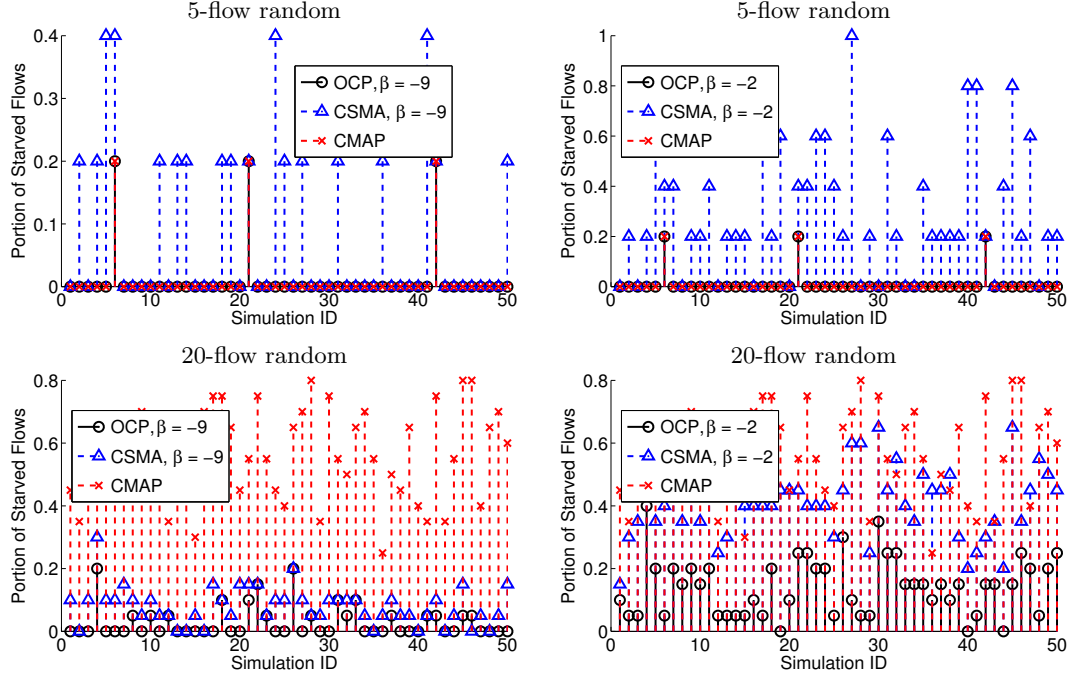 5-flow random
0.4
0.3
0.2
0.1
0
Portion of Starved Flows
OCP,β = −9
CSMA, β = −9
CMAP
0 10 20 30 40 50
Simulation ID
5-flow random
1
0.8
0.6
0.4
0.2
0
Portion of Starved Flows
OCP,β = −2
CSMA, β = −2
CMAP
0 10 20 30 40 50
Simulation ID
20-flow random
0.8
0.6
0.4
0.2
0
Portion of Starved Flows
OCP,β = −9
CSMA, β = −9
CMAP
0 10 20 30 40 50
Simulation ID
20-flow random
0.8
0.6
0.4
0.2
0
Portion of Starved Flows
OCP,β = −2
CSMA, β = −2
CMAP
0 10 20 30 40 50
Simulation ID